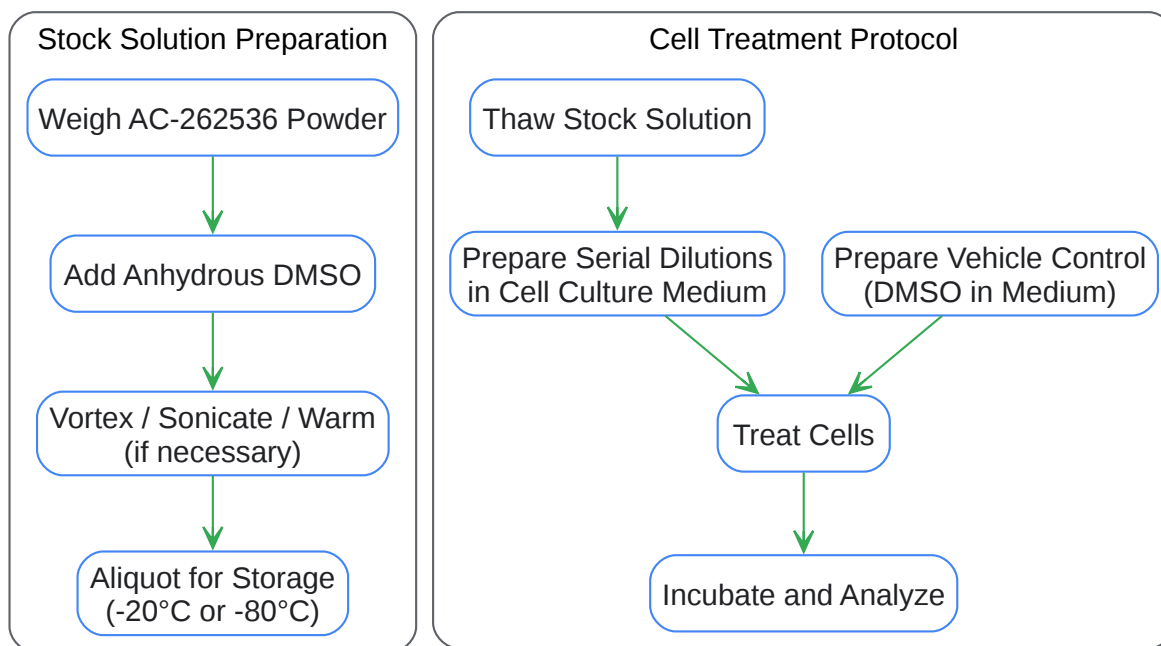 Stock Solution Preparation
Weigh AC-262536 Powder
Add Anhydrous DMSO
Vortex / Sonicate / Warm
(if necessary)
Aliquot for Storage
(-20°C or -80°C)
Cell Treatment Protocol
Thaw Stock Solution
Prepare Serial Dilutions
in Cell Culture Medium
Prepare Vehicle Control
(DMSO in Medium)
Treat Cells
Incubate and Analyze